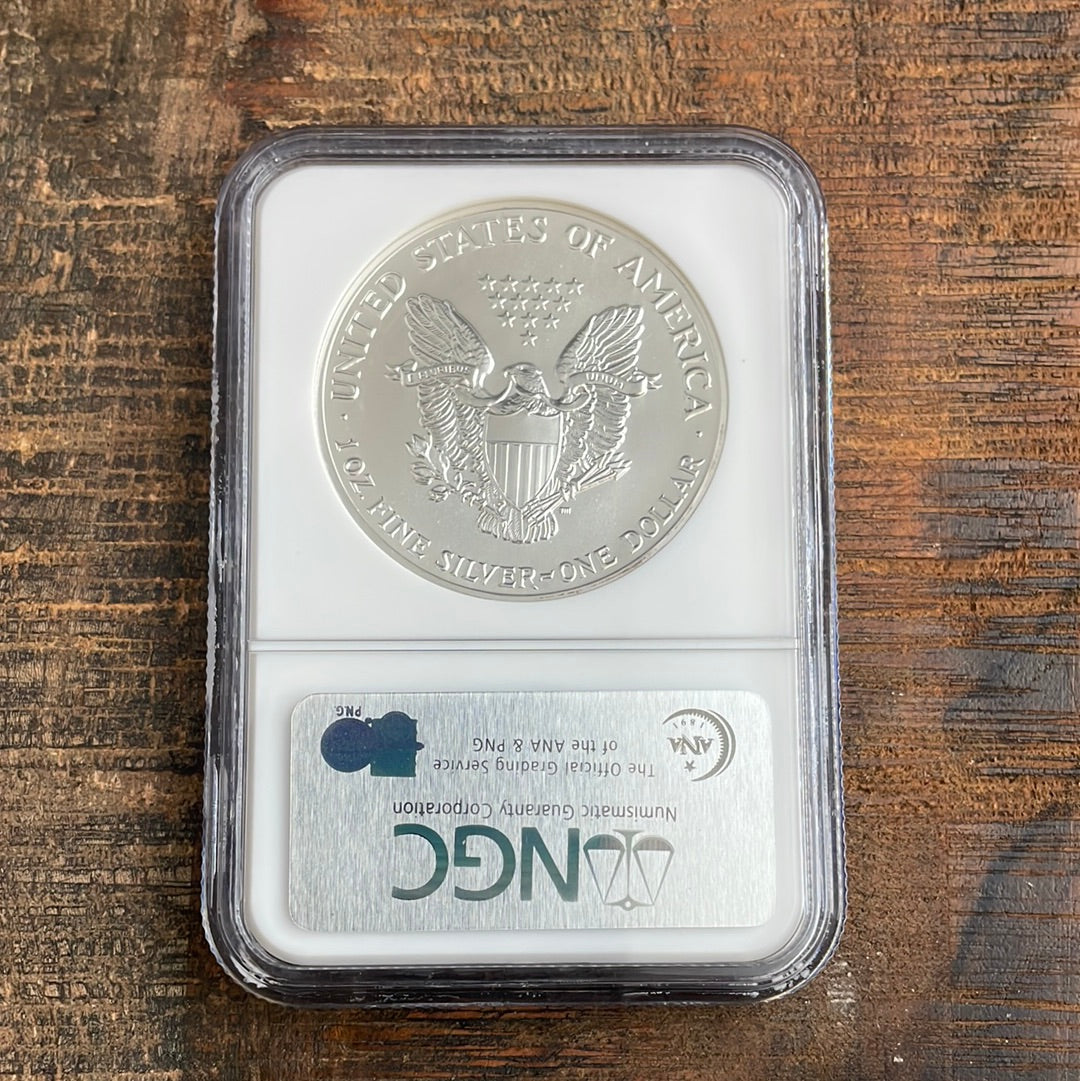 UNITED STATES OF AMERICA
E PLURIBUS UNUM
1 OZ. FINE SILVER-ONE DOLLAR
NGC
Numismatic Guaranty Corporation
The Official Grading Service
of the ANA & PNG
ANA
1891
PNG